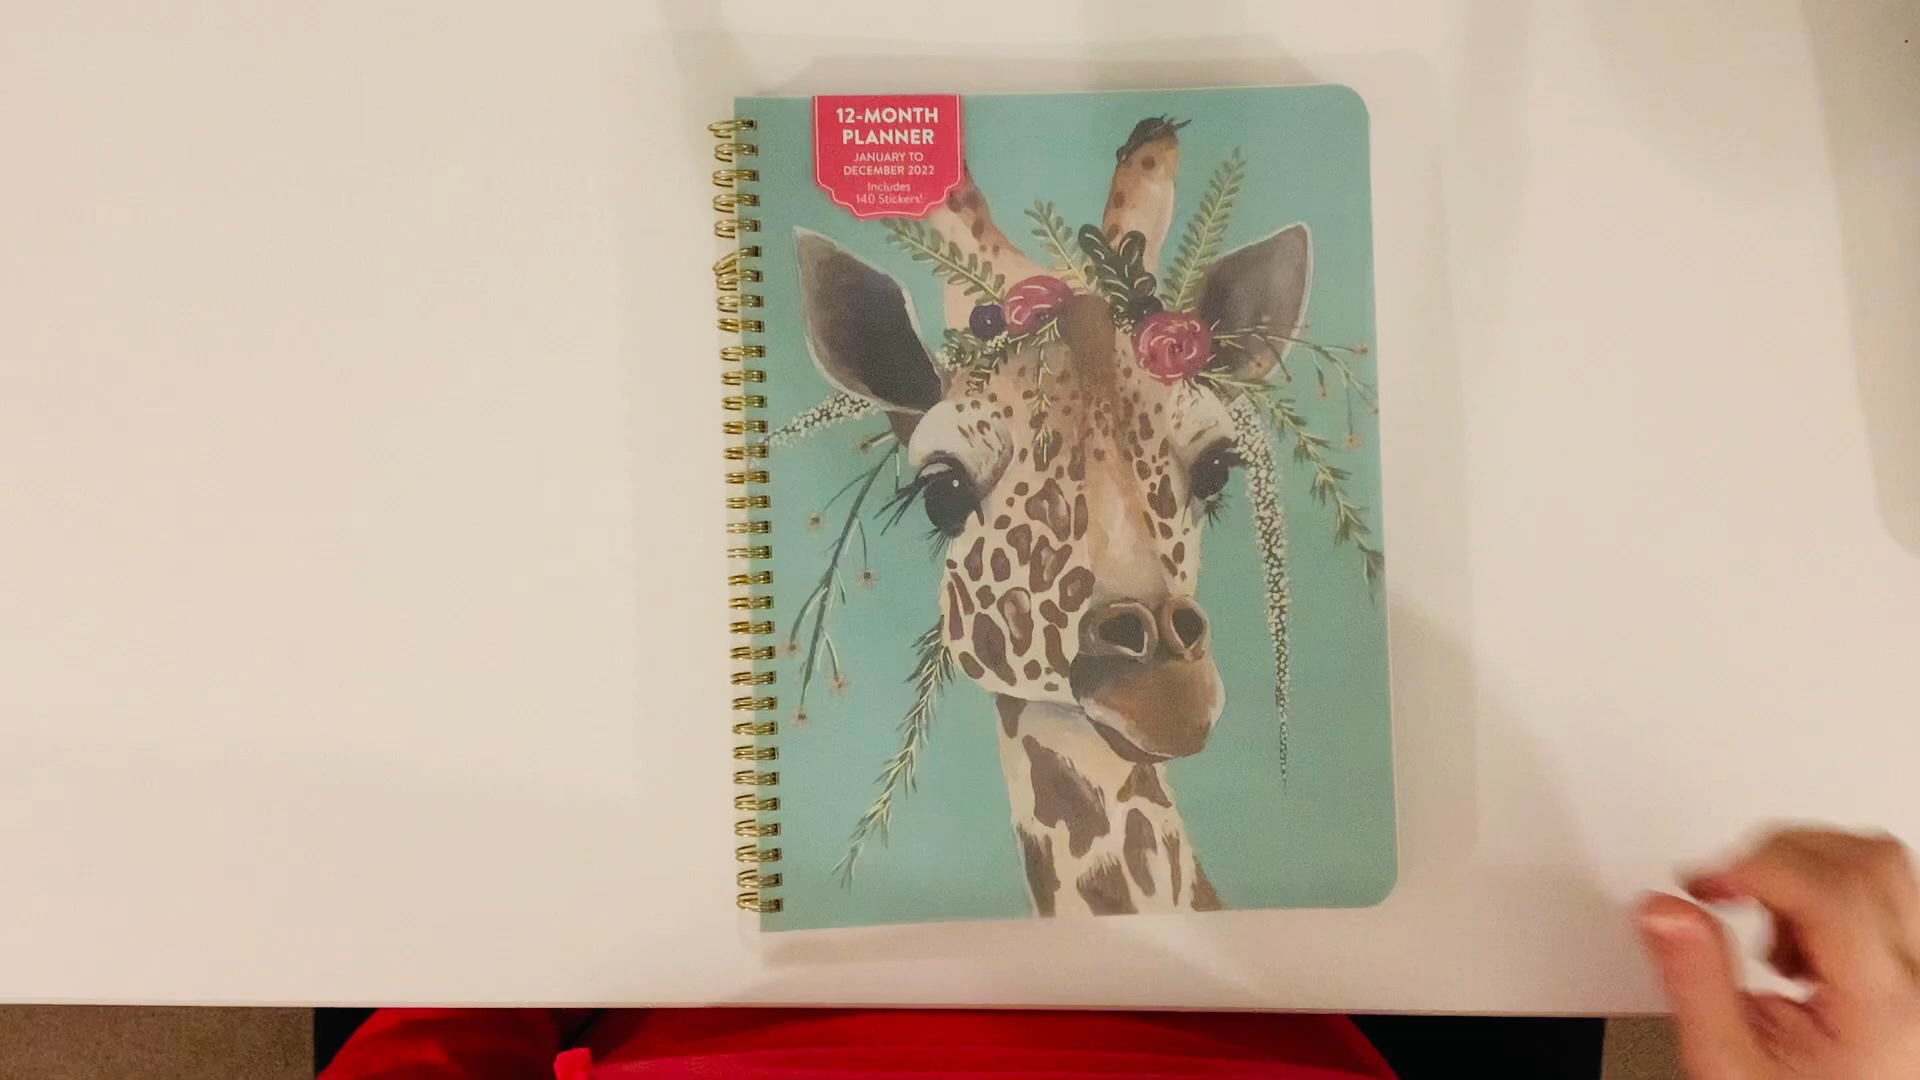 12-MONTH
PLANNER
JANUARY TO
DECEMBER 2022
Includes
140 Stickers!